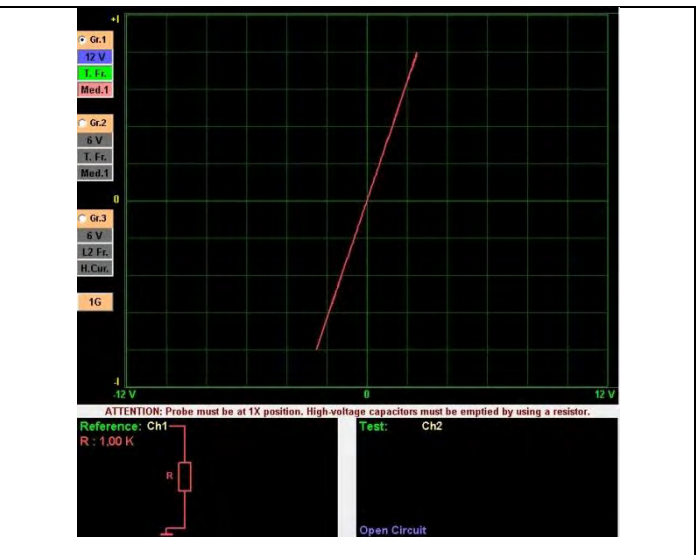 +I
Gr.1
12 V
T. Fr.
Med.1
Gr.2
6 V
T. Fr.
Med.1
0
Gr.3
6 V
L2 Fr.
H.Cur.
1G
-I
-12 V
0
12 V
ATTENTION: Probe must be at 1X position. High-voltage capacitors must be emptied by using a resistor.
Reference: Ch1
R : 1,00 K
R
Test: Ch2
Open Circuit